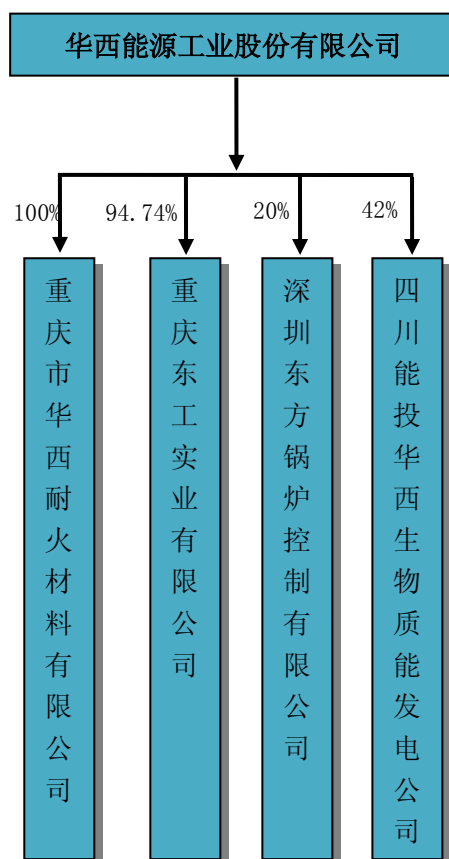 华西能源工业股份有限公司
100%
94.74%
20%
42%
重庆市华西耐火材料有限公司
重庆东工实业有限公司
深圳东方锅炉控制有限公司
四川能投华西生物质能发电公司